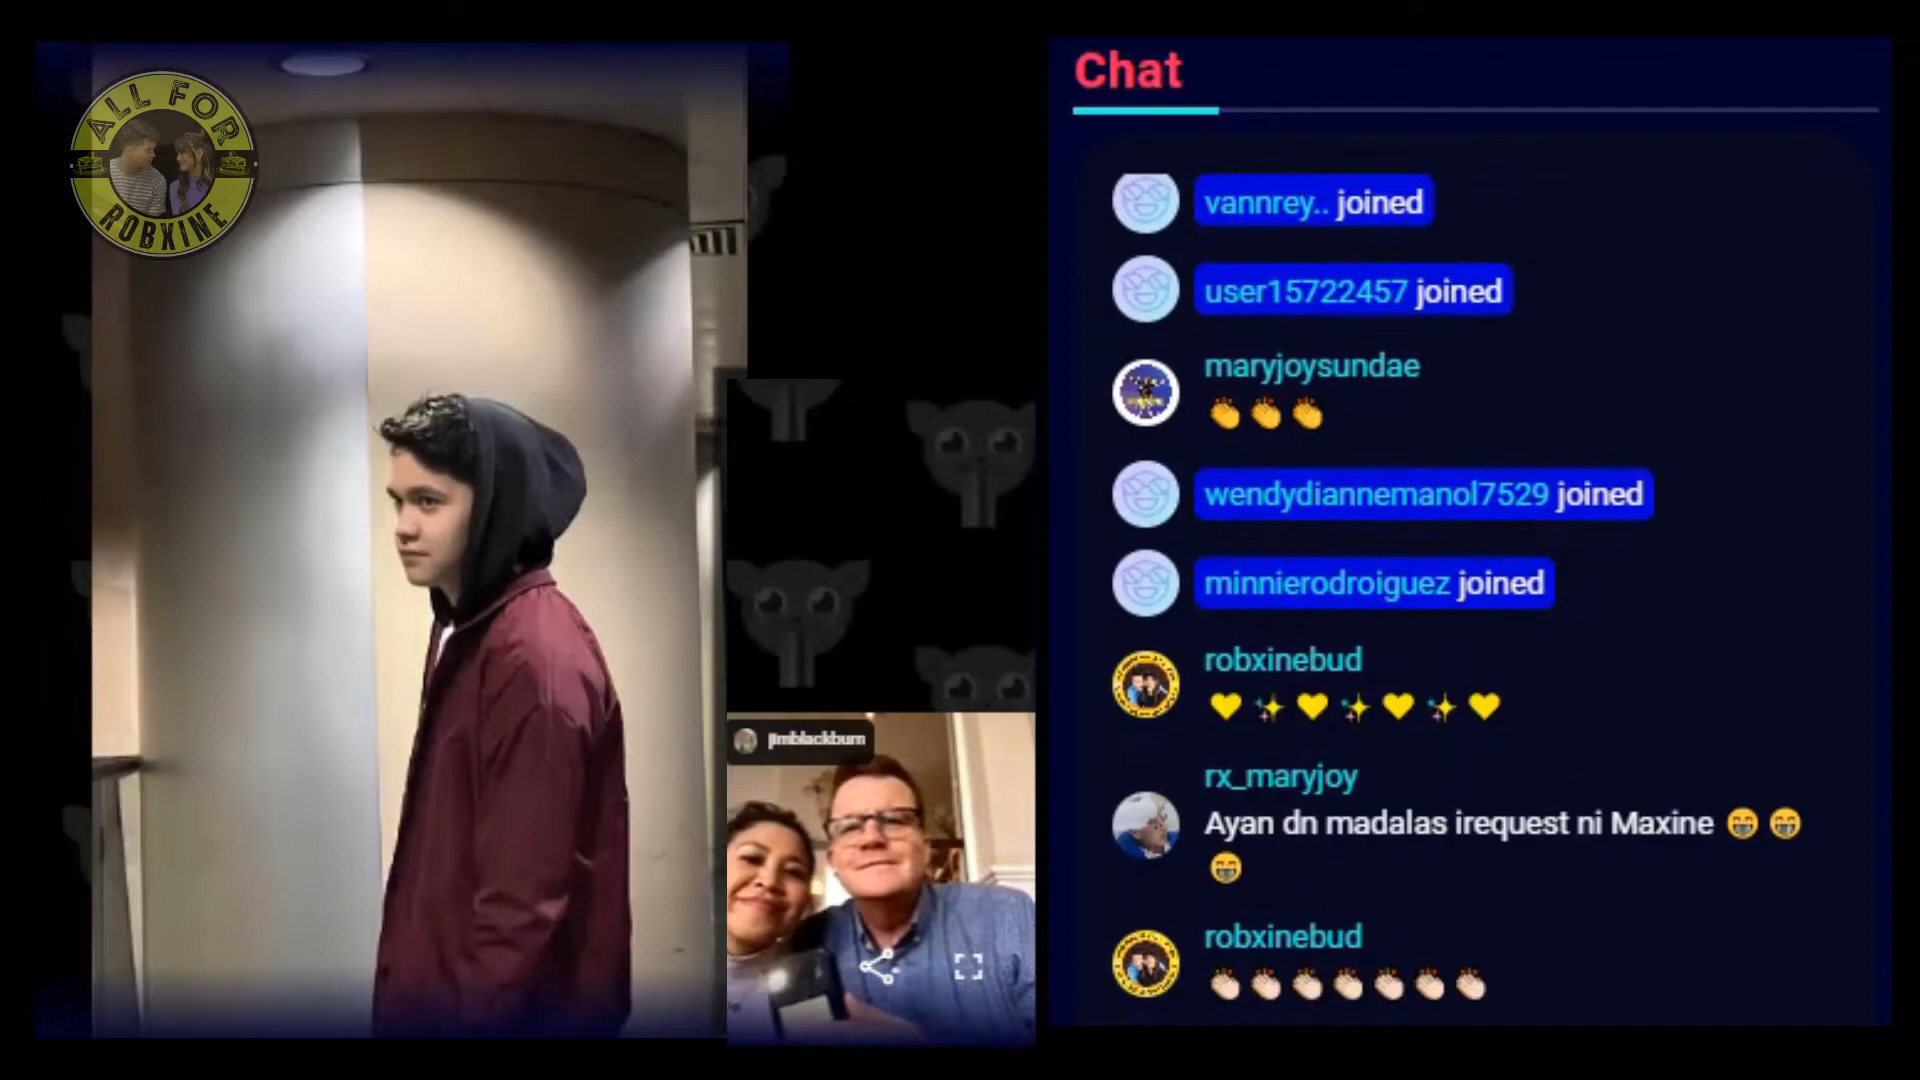 ALL FOR
ROBXINE
jimblackburn
Chat
vannrey.. joined
user15722457 joined
maryjoysundae
👏 👏 👏
wendydiannemanol7529 joined
minnierodroiguez joined
robxinebud
💛 ✨ 💛 ✨ 💛 ✨ 💛
rx_maryjoy
Ayan dn madalas irequest ni Maxine 😁 😁
😁
robxinebud
👏🏻 👏🏻 👏🏻 👏🏻 👏🏻 👏🏻 👏🏻